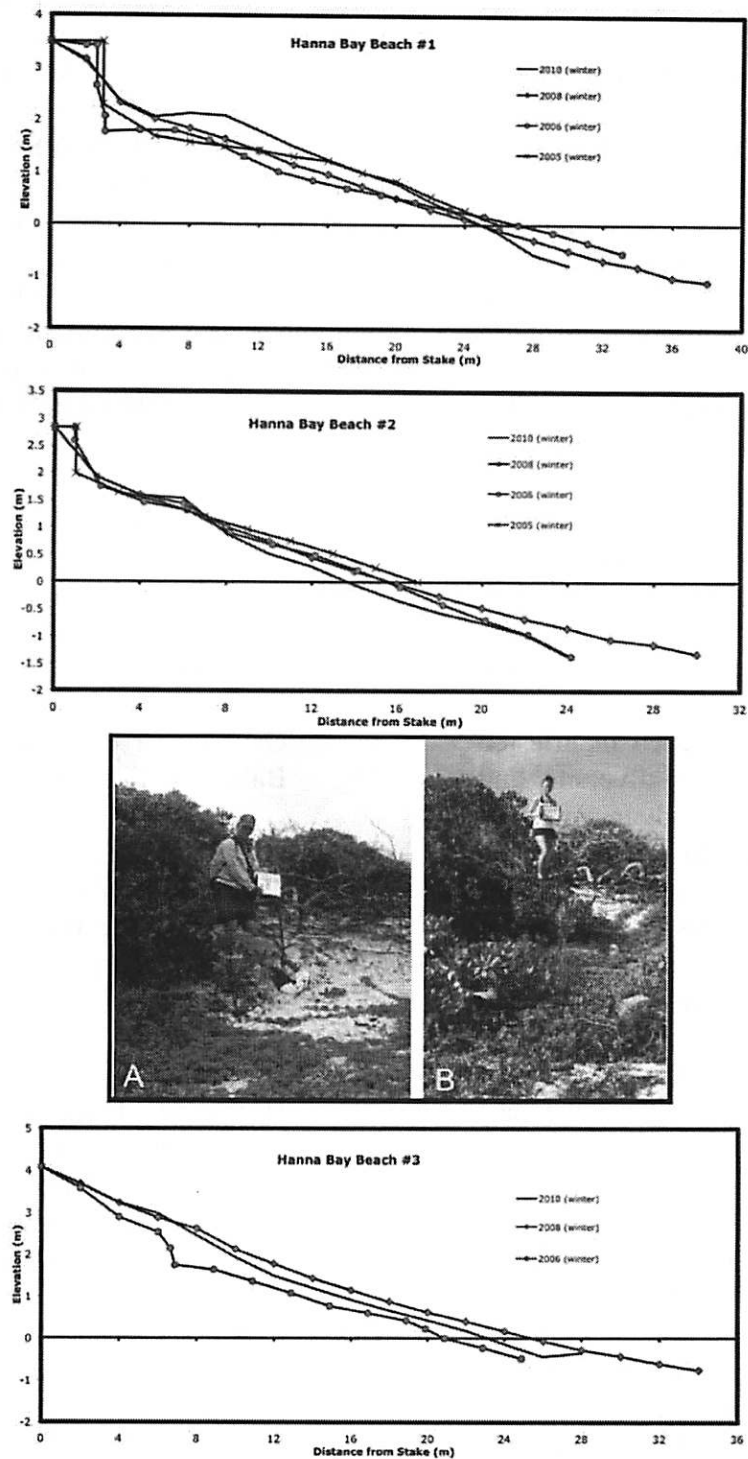 Hanna Bay Beach #1
2010 (winter)
2008 (winter)
2006 (winter)
2005 (winter)
Elevation (m)
4
3
2
1
0
-1
-2
0 4 8 12 16 20 24 28 32 36 40
Distance from Stake (m)
Hanna Bay Beach #2
2010 (winter)
2008 (winter)
2006 (winter)
2005 (winter)
Elevation (m)
3.5
3
2.5
2
1.5
1
0.5
0
-0.5
-1
-1.5
-2
0 4 8 12 16 20 24 28 32
Distance from Stake (m)
A B
Hanna Bay Beach #3
2010 (winter)
2008 (winter)
2006 (winter)
Elevation (m)
5
4
3
2
1
0
-1
-2
0 4 8 12 16 20 24 28 32 36
Distance from Stake (m)